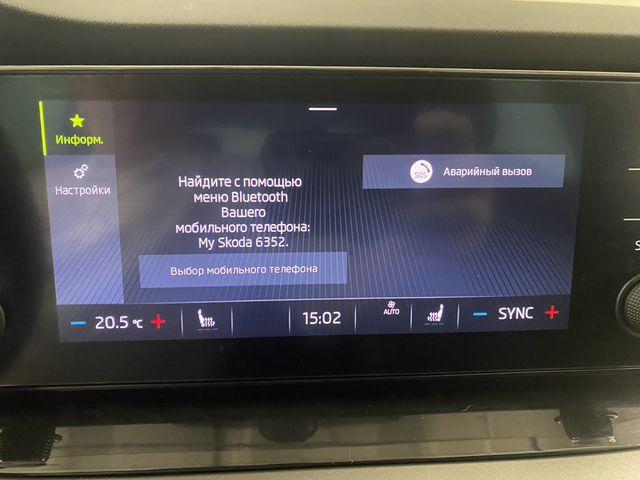 Информ.
Настройки
Найдите с помощью
меню Bluetooth
Вашего
мобильного телефона:
My Skoda 6352.
Выбор мобильного телефона
SOS
Аварийный вызов
20.5 °C
15:02
AUTO
SYNC
S